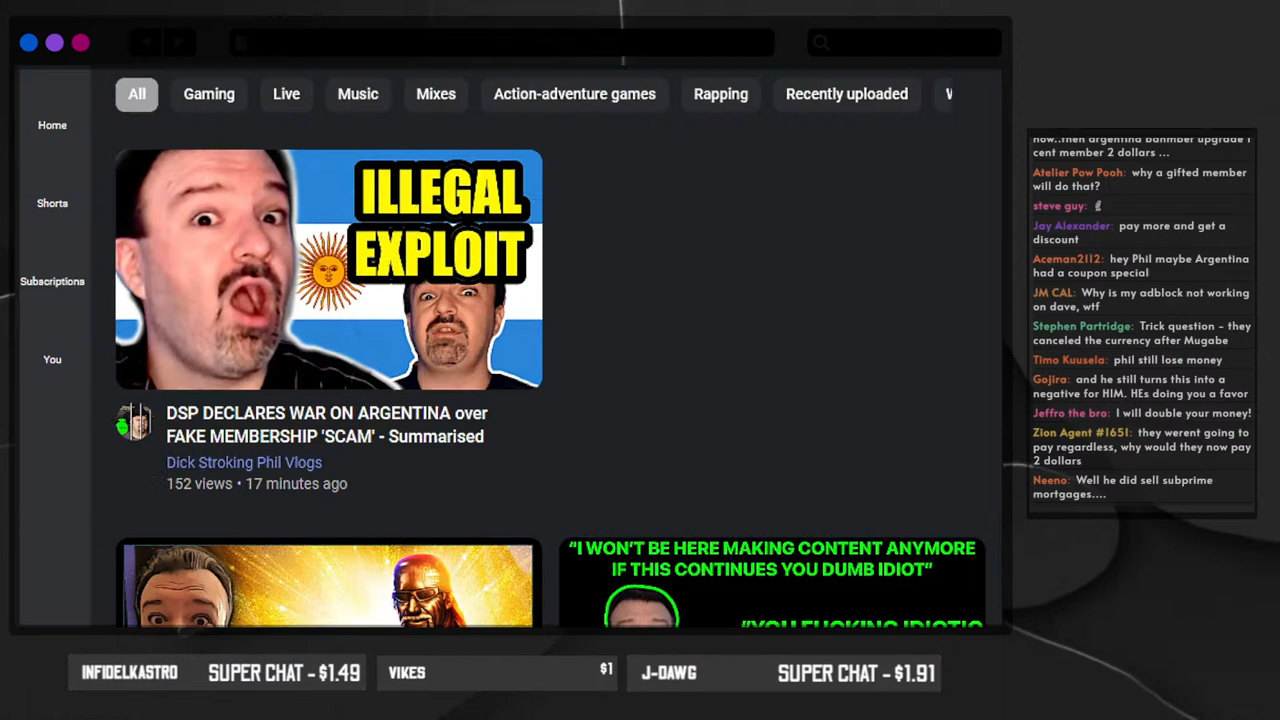 All
Gaming
Live
Music
Mixes
Action-adventure games
Rapping
Recently uploaded
Home
Shorts
Subscriptions
You
ILLEGAL
EXPLOIT
DSP DECLARES WAR ON ARGENTINA over
FAKE MEMBERSHIP 'SCAM' - Summarised
Dick Stroking Phil Vlogs
152 views • 17 minutes ago
“I WON'T BE HERE MAKING CONTENT ANYMORE
IF THIS CONTINUES YOU DUMB IDIOT”
“YOU FUCKING IDIOTIC
cent member 2 dollars ...
Atelier Pow Pooh: why a gifted member
will do that?
steve guy:
Jay Alexander: pay more and get a
discount
Aceman2112: hey Phil maybe Argentina
had a coupon special
JM CAL: Why is my adblock not working
on dave, wtf
Stephen Partridge: Trick question - they
canceled the currency after Mugabe
Timo Kuusela: phil still lose money
Gojira: and he still turns this into a
negative for HIM. HEs doing you a favor
Jeffro the bro: I will double your money!
Zion Agent #1651: they werent going to
pay regardless, why would they now pay
2 dollars
Neeno: Well he did sell subprime
mortgages....
INFIDELKASTRO SUPER CHAT - $1.49
VIKES $1
J-DAWG SUPER CHAT - $1.91